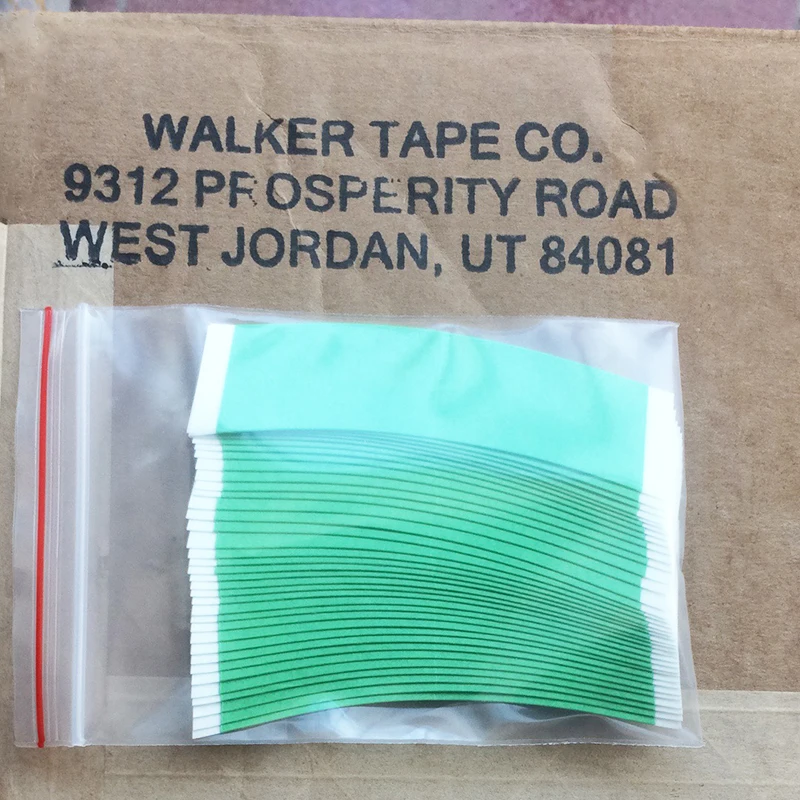 WALKER TAPE CO.
9312 PROSPERITY ROAD
WEST JORDAN, UT 84081